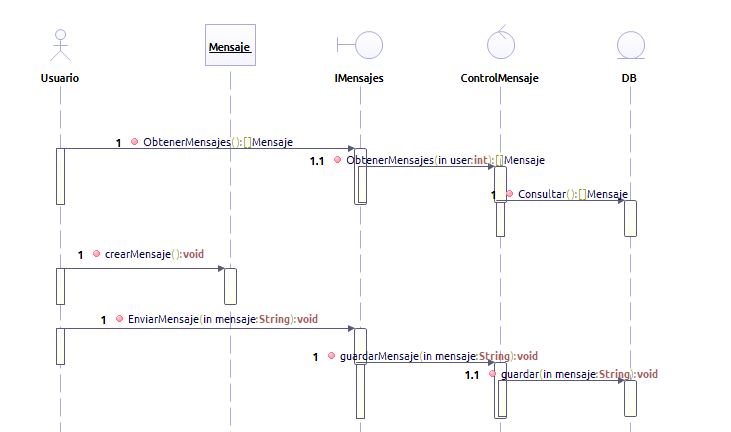 Mensaje
Usuario
IMensajes
ControlMensaje
DB
1 ObtenerMensajes():[]Mensaje
1.1 ObtenerMensajes(in user:int):[]Mensaje
1 Consultar():[]Mensaje
1 crearMensaje():void
1 EnviarMensaje(in mensaje:String):void
1 guardarMensaje(in mensaje:String):void
1.1 guardar(in mensaje:String):void